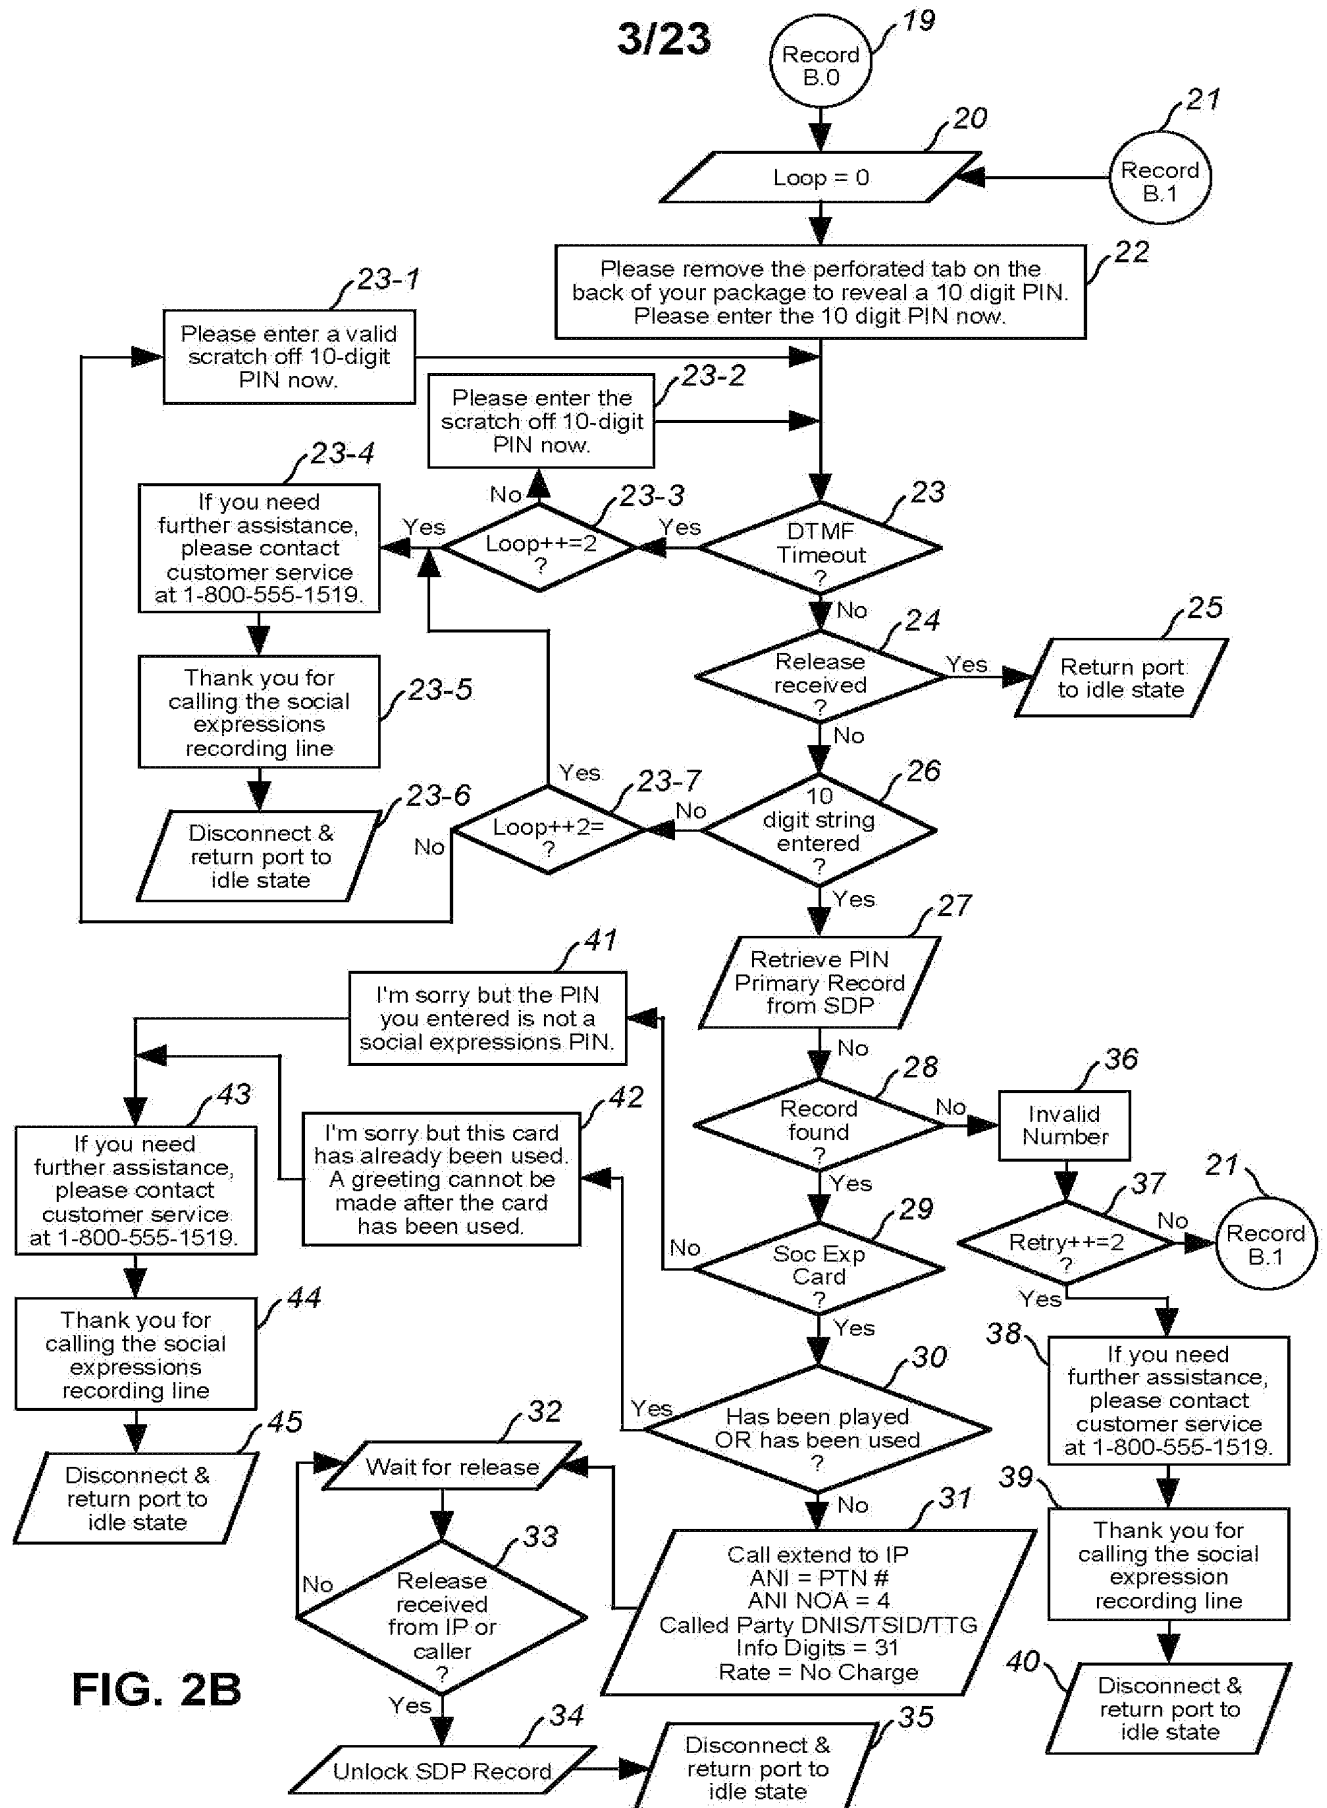 3/23
Record
B.0
19
20
21
Loop = 0
Record
B.1
22
Please remove the perforated tab on the
back of your package to reveal a 10 digit PIN.
Please enter the 10 digit PIN now.
23-1
Please enter a valid
scratch off 10-digit
PIN now.
23-2
Please enter the
scratch off 10-digit
PIN now.
23-4
If you need
further assistance,
please contact
customer service
at 1-800-555-1519.
Yes
No
23-3
Loop++=2
?
Yes
23
DTMF
Timeout
?
No
24
Release
received
?
Yes
25
Return port
to idle state
No
Thank you for
calling the social
expressions
recording line
23-5
23-6
Disconnect &
return port to
idle state
Yes
23-7
Loop++2=
?
No
No
26
10
digit string
entered
?
Yes
27
Retrieve PIN
Primary Record
from SDP
No
41
I'm sorry but the PIN
you entered is not a
social expressions PIN.
28
Record
found
?
No
36
Invalid
Number
Yes
42
I'm sorry but this card
has already been used.
A greeting cannot be
made after the card
has been used.
43
If you need
further assistance,
please contact
customer service
at 1-800-555-1519.
29
Soc Exp
Card
?
No
Yes
37
Retry++=2
?
No
21
Record
B.1
Yes
44
Thank you for
calling the social
expressions
recording line
30
Has been played
OR has been used
?
Yes
No
38
If you need
further assistance,
please contact
customer service
at 1-800-555-1519.
45
Disconnect &
return port to
idle state
32
Wait for release
31
Call extend to IP
ANI = PTN #
ANI NOA = 4
Called Party DNIS/TSID/TTG
Info Digits = 31
Rate = No Charge
39
Thank you for
calling the social
expression
recording line
33
Release
received
from IP or
caller
?
No
Yes
40
Disconnect &
return port to
idle state
34
Unlock SDP Record
35
Disconnect &
return port to
idle state
FIG. 2B